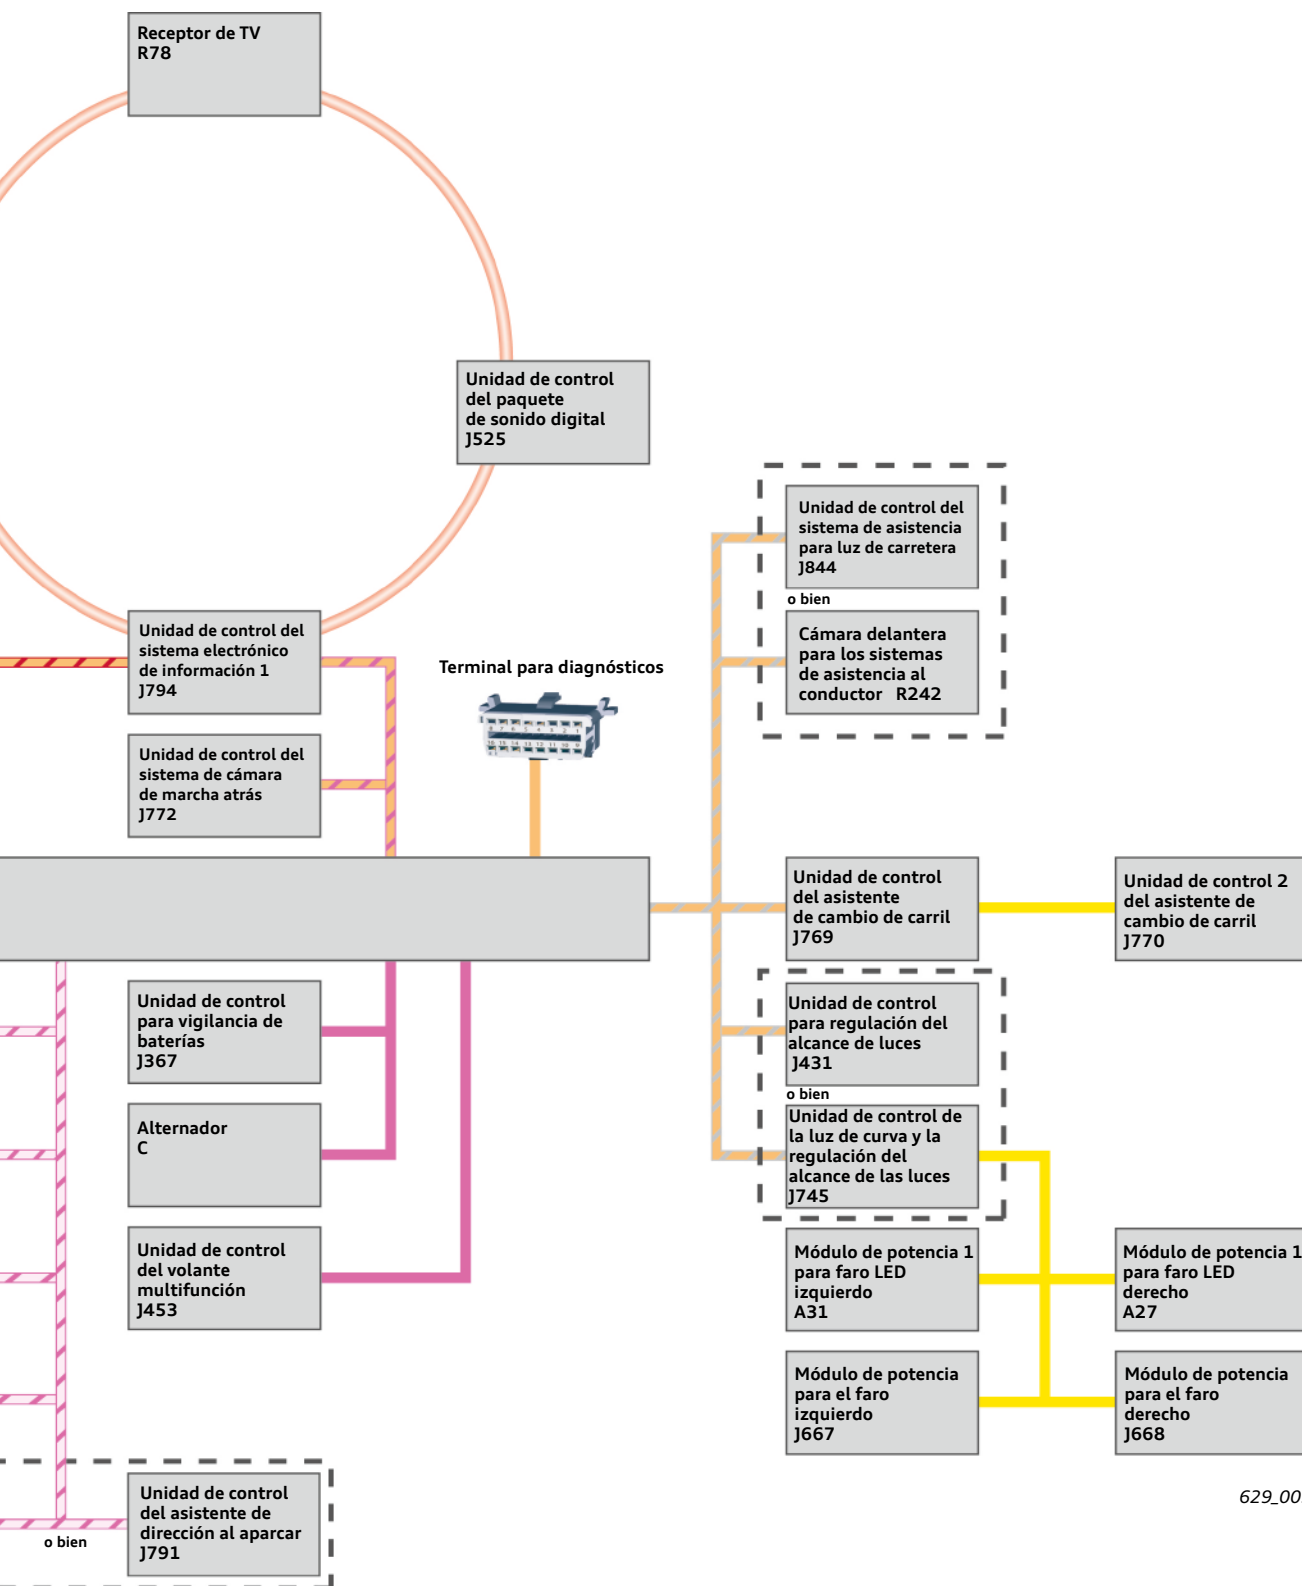 Receptor de TV
R78
Unidad de control
del paquete
de sonido digital
J525
Unidad de control del
sistema de asistencia
para luz de carretera
J844
o bien
Cámara delantera
para los sistemas
de asistencia al
conductor R242
Unidad de control del
sistema electrónico
de información 1
J794
Terminal para diagnósticos
Unidad de control del
sistema de cámara
de marcha atrás
J772
Unidad de control
del asistente
de cambio de carril
J769
Unidad de control 2
del asistente de
cambio de carril
J770
Unidad de control
para vigilancia de
baterías
J367
Unidad de control
para regulación del
alcance de luces
J431
o bien
Alternador
C
Unidad de control de
la luz de curva y la
regulación del
alcance de las luces
J745
Unidad de control
del volante
multifunción
J453
Módulo de potencia 1
para faro LED
izquierdo
A31
Módulo de potencia 1
para faro LED
derecho
A27
Módulo de potencia
para el faro
izquierdo
J667
Módulo de potencia
para el faro
derecho
J668
Unidad de control
del asistente de
dirección al aparcar
J791
o bien
629_00